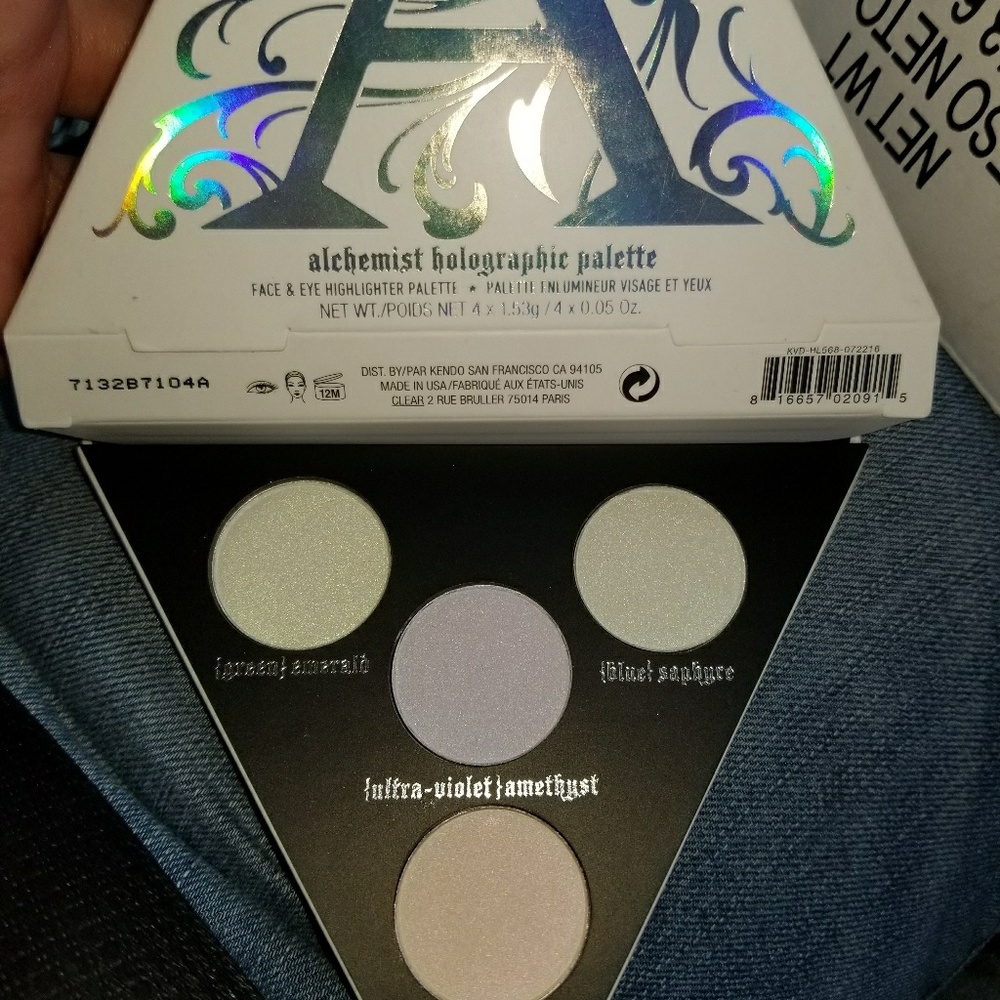 A
alchemist holographic palette
FACE & EYE HIGHLIGHTER PALETTE ★ PALETTE ENLUMINEUR VISAGE ET YEUX
NET WT./POIDS NET 4 x 1.53g / 4 x 0.05 Oz.
7132B7104A
12M
DIST. BY/PAR KENDO SAN FRANCISCO CA 94105
MADE IN USA/FABRIQUÉ AUX ÉTATS-UNIS
CLEAR 2 RUE BRULLER 75014 PARIS
KVD-HL568-072216
8 16657 02091 5
NET WT
SO NETO
{green} emerald
{blue} saphyre
{ultra-violet} amethyst